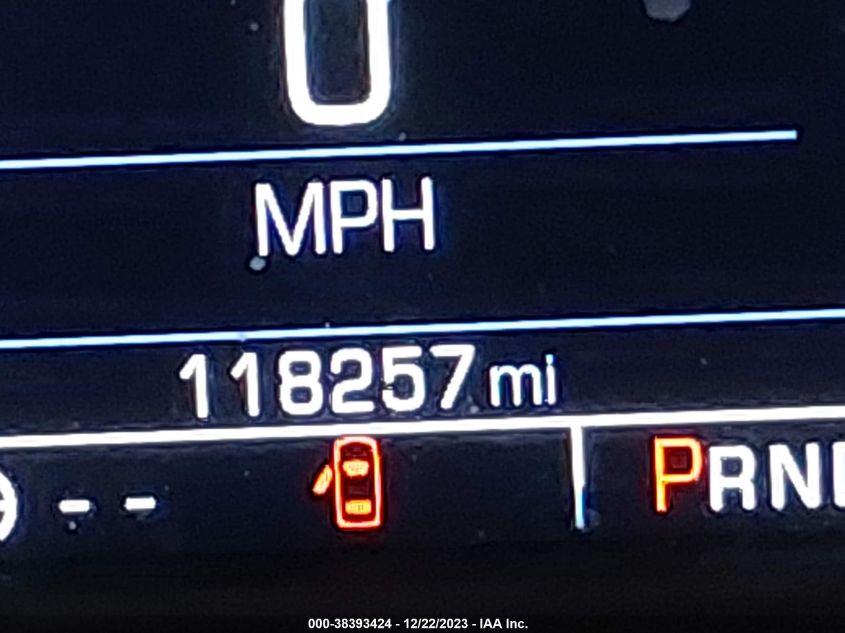 0
MPH
118257 mi
-- PRN
000-38393424 - 12/22/2023 - IAA Inc.